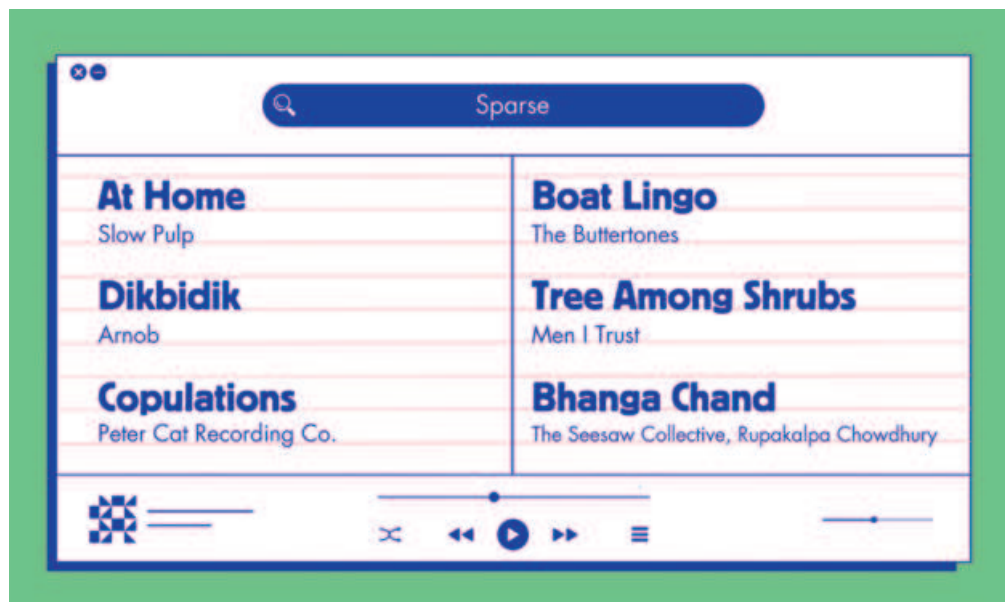 Sparse
At Home
Slow Pulp
Dikbidik
Arnob
Copulations
Peter Cat Recording Co.
Boat Lingo
The Buttertones
Tree Among Shrubs
Men I Trust
Bhanga Chand
The Seesaw Collective, Rupakalpa Chowdhury